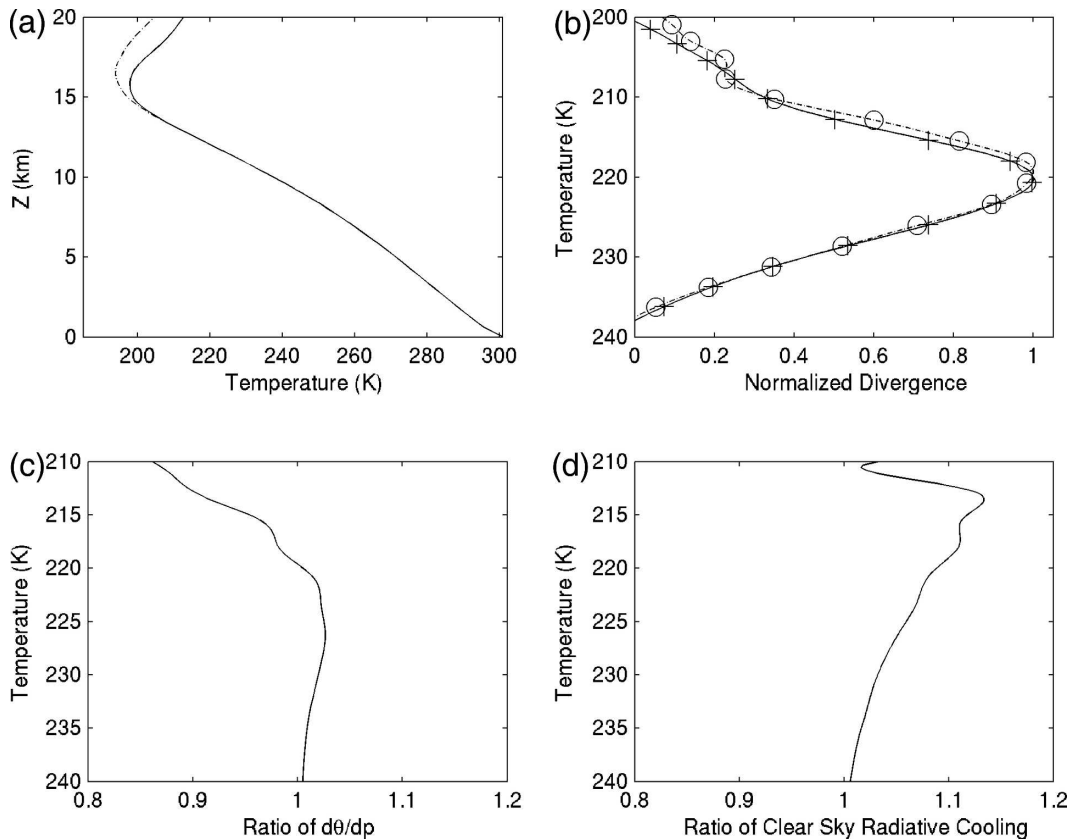 (a)
20
15
10
5
0
Z (km)
200 220 240 260 280 300
Temperature (K)
(b)
200
210
220
230
240
Temperature (K)
0 0.2 0.4 0.6 0.8 1
Normalized Divergence
(c)
210
215
220
225
230
235
240
Temperature (K)
0.8 0.9 1 1.1 1.2
Ratio of dθ/dp
(d)
210
215
220
225
230
235
240
Temperature (K)
0.8 0.9 1 1.1 1.2
Ratio of Clear Sky Radiative Cooling